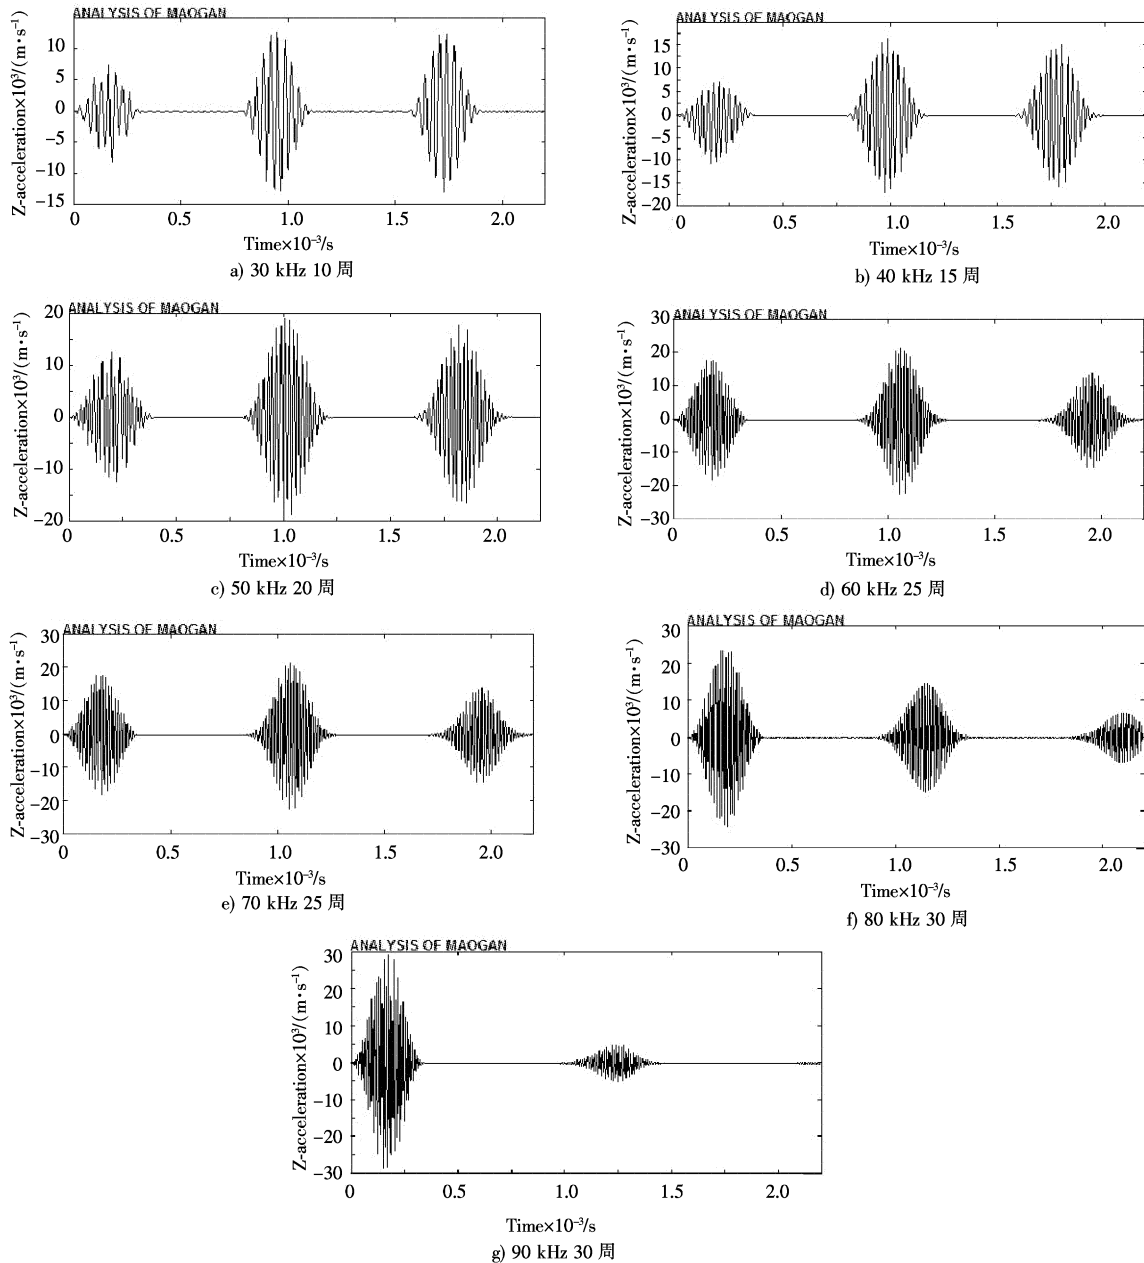 ANALYSIS OF MAOGAN
Z-acceleration×10³/(m·s⁻¹)
10
5
0
−5
−10
−15
0 0.5 1.0 1.5 2.0
Time×10⁻³/s
a) 30 kHz 10 周
ANALYSIS OF MAOGAN
Z-acceleration×10³/(m·s⁻¹)
15
10
5
0
−5
−10
−15
−20
0 0.5 1.0 1.5 2.0
Time×10⁻³/s
b) 40 kHz 15 周
ANALYSIS OF MAOGAN
Z-acceleration×10³/(m·s⁻¹)
20
10
0
−10
−20
0 0.5 1.0 1.5 2.0
Time×10⁻³/s
c) 50 kHz 20 周
ANALYSIS OF MAOGAN
Z-acceleration×10³/(m·s⁻¹)
30
20
10
0
−10
−20
−30
0 0.5 1.0 1.5 2.0
Time×10⁻³/s
d) 60 kHz 25 周
ANALYSIS OF MAOGAN
Z-acceleration×10³/(m·s⁻¹)
30
20
10
0
−10
−20
−30
0 0.5 1.0 1.5 2.0
Time×10⁻³/s
e) 70 kHz 25 周
ANALYSIS OF MAOGAN
Z-acceleration×10³/(m·s⁻¹)
30
20
10
0
−10
−20
−30
0 0.5 1.0 1.5 2.0
Time×10⁻³/s
f) 80 kHz 30 周
ANALYSIS OF MAOGAN
Z-acceleration×10³/(m·s⁻¹)
30
20
10
0
−10
−20
−30
0 0.5 1.0 1.5 2.0
Time×10⁻³/s
g) 90 kHz 30 周